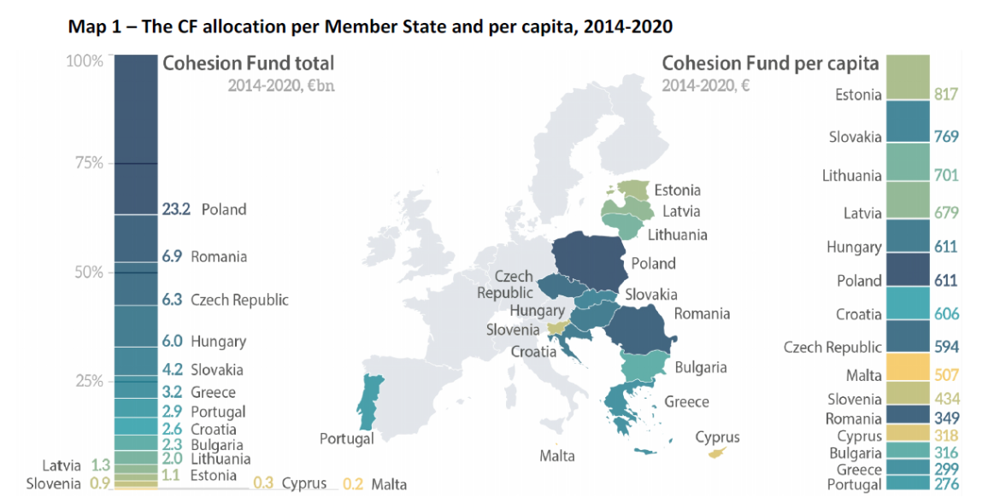 Map 1 – The CF allocation per Member State and per capita, 2014-2020
100%
75%
50%
25%
Cohesion Fund total
2014-2020, €bn
23.2 Poland
6.9 Romania
6.3 Czech Republic
6.0 Hungary
4.2 Slovakia
3.2 Greece
2.9 Portugal
2.6 Croatia
2.3 Bulgaria
2.0 Lithuania
Latvia 1.3
1.1 Estonia
Slovenia 0.9
0.3 Cyprus
0.2 Malta
Estonia
Latvia
Lithuania
Poland
Czech
Republic
Slovakia
Hungary
Romania
Slovenia
Croatia
Bulgaria
Greece
Portugal
Cyprus
Malta
Cohesion Fund per capita
2014-2020, €
Estonia 817
Slovakia 769
Lithuania 701
Latvia 679
Hungary 611
Poland 611
Croatia 606
Czech Republic 594
Malta 507
Slovenia 434
Romania 349
Cyprus 318
Bulgaria 316
Greece 299
Portugal 276